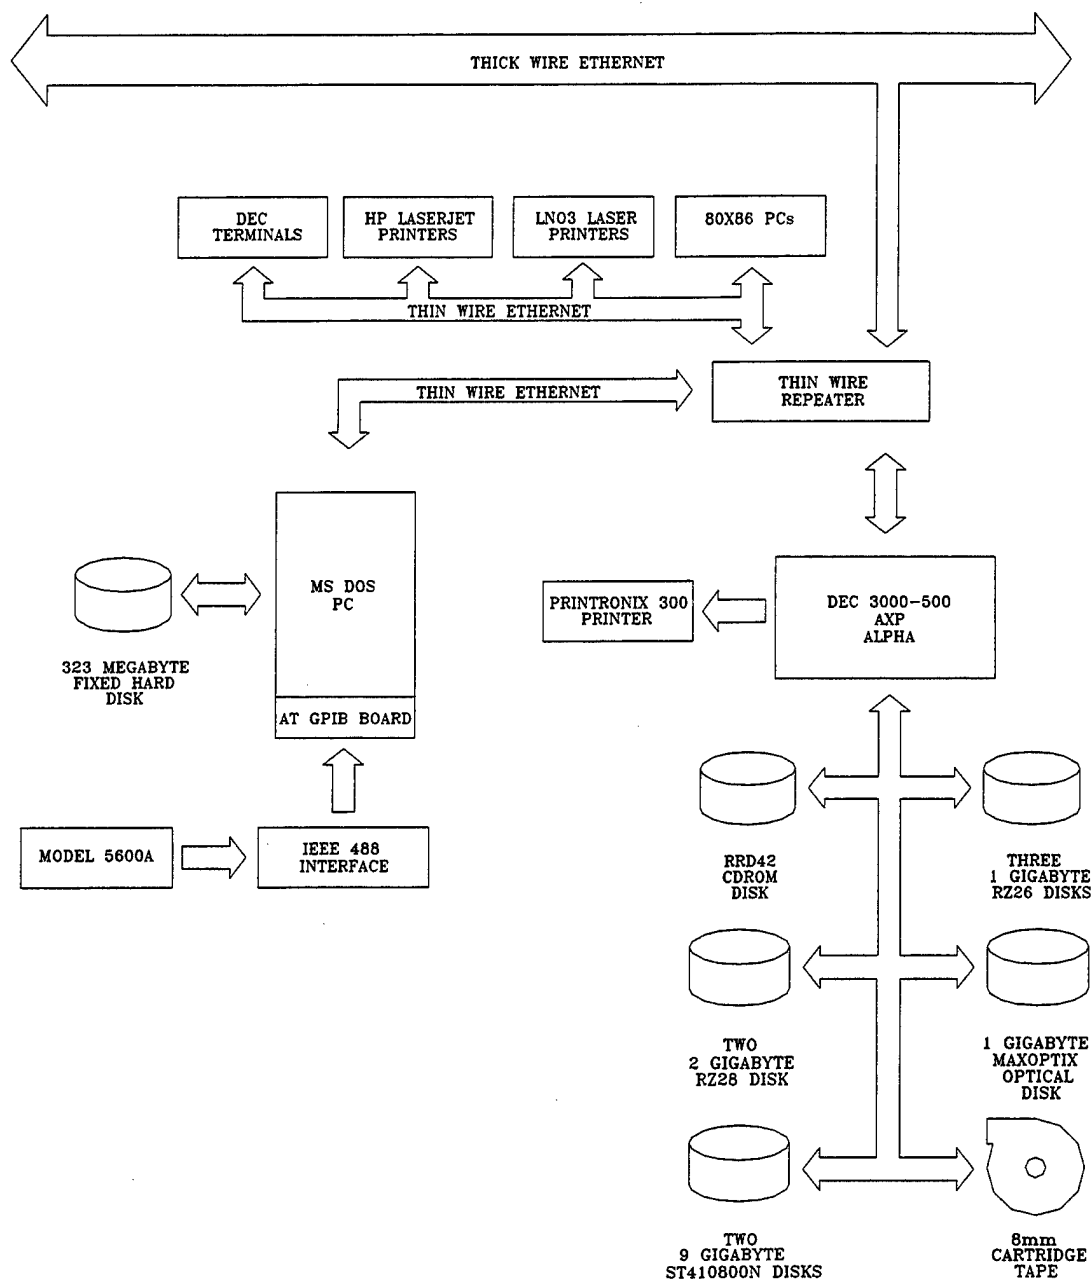 THICK WIRE ETHERNET
DEC
TERMINALS
HP LASERJET
PRINTERS
LN03 LASER
PRINTERS
80X86 PCs
THIN WIRE ETHERNET
THIN WIRE ETHERNET
THIN WIRE
REPEATER
MS DOS
PC
AT GPIB BOARD
323 MEGABYTE
FIXED HARD
DISK
PRINTRONIX 300
PRINTER
DEC 3000-500
AXP
ALPHA
MODEL 5600A
IEEE 488
INTERFACE
RRD42
CDROM
DISK
THREE
1 GIGABYTE
RZ26 DISKS
TWO
2 GIGABYTE
RZ28 DISK
1 GIGABYTE
MAXOPTIX
OPTICAL
DISK
TWO
9 GIGABYTE
ST410800N DISKS
8mm
CARTRIDGE
TAPE